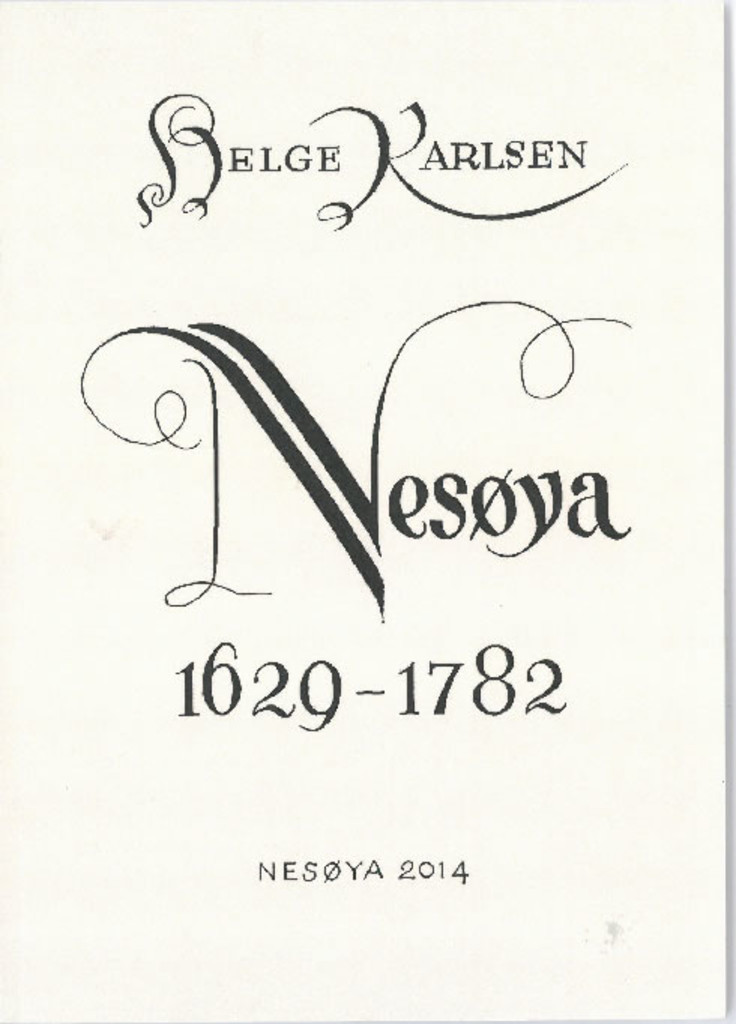 HELGE KARLSEN
Nesøya
1629-1782
NESØYA 2014